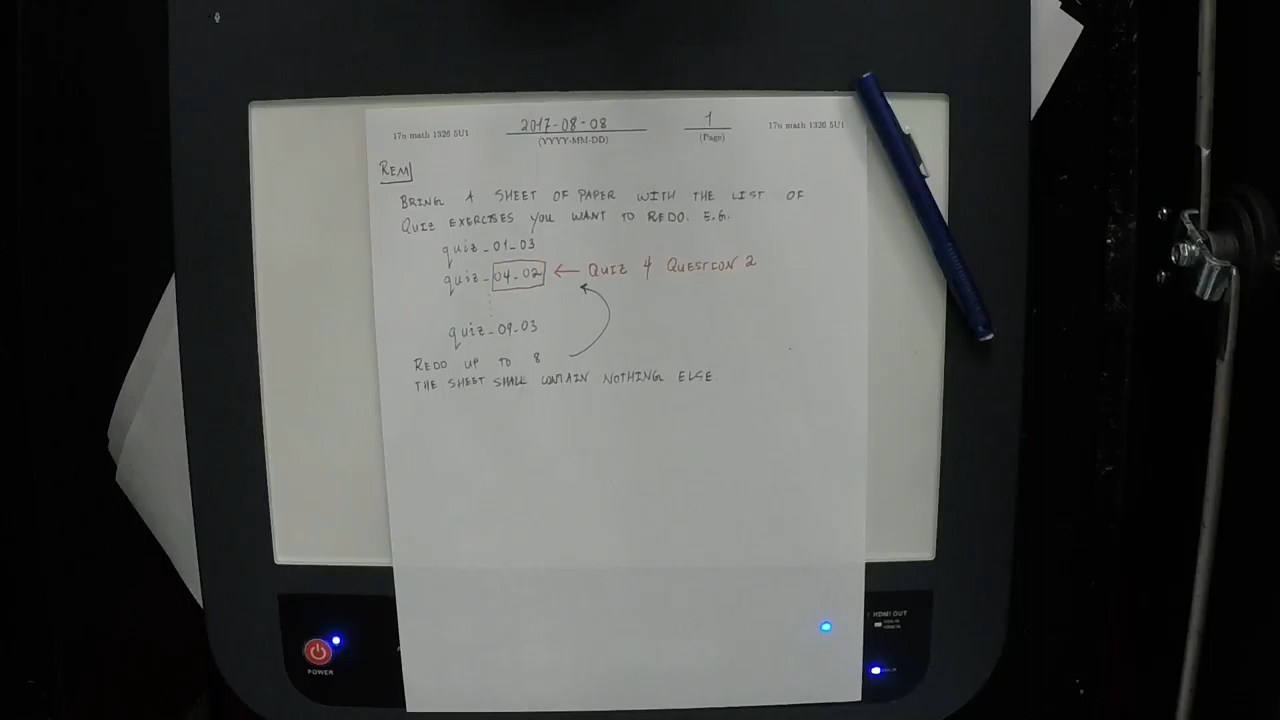 17u math 1326 5U1 2017-08-08 1 17u math 1326 5U1
(YYYY-MM-DD) (Page)
REM
BRING A SHEET OF PAPER WITH THE LIST OF
QUIZ EXERCISES YOU WANT TO REDO. E.G.
quiz_01_03
quiz_04_02 ← QUIZ 4 QUESTION 2
quiz_09_03
REDO UP TO 8
THE SHEET SHALL CONTAIN NOTHING ELSE.
POWER
HDMI OUT